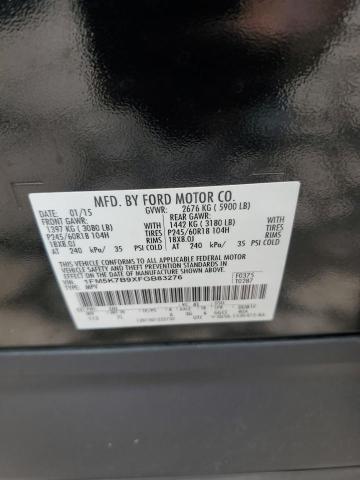 MFD. BY FORD MOTOR CO.
DATE: 01/15 GVWR: 2676 KG (5900 LB)
FRONT GAWR: REAR GAWR:
1397 KG (3080 LB) 1442 KG (3180 LB)
WITH WITH
P245/60R18 104H TIRES P245/60R18 104H TIRES
18X8.0J RIMS 18X8.0J RIMS
AT 240 kPa/ 35 PSI COLD AT 240 kPa/ 35 PSI COLD
THIS VEHICLE CONFORMS TO ALL APPLICABLE FEDERAL MOTOR VEHICLE
SAFETY AND THEFT PREVENTION STANDARDS IN EFFECT ON THE DATE OF
MANUFACTURE SHOWN ABOVE.
VIN: 1FM5K7B9XFGB83276 F0375
TYPE: MPV T0287